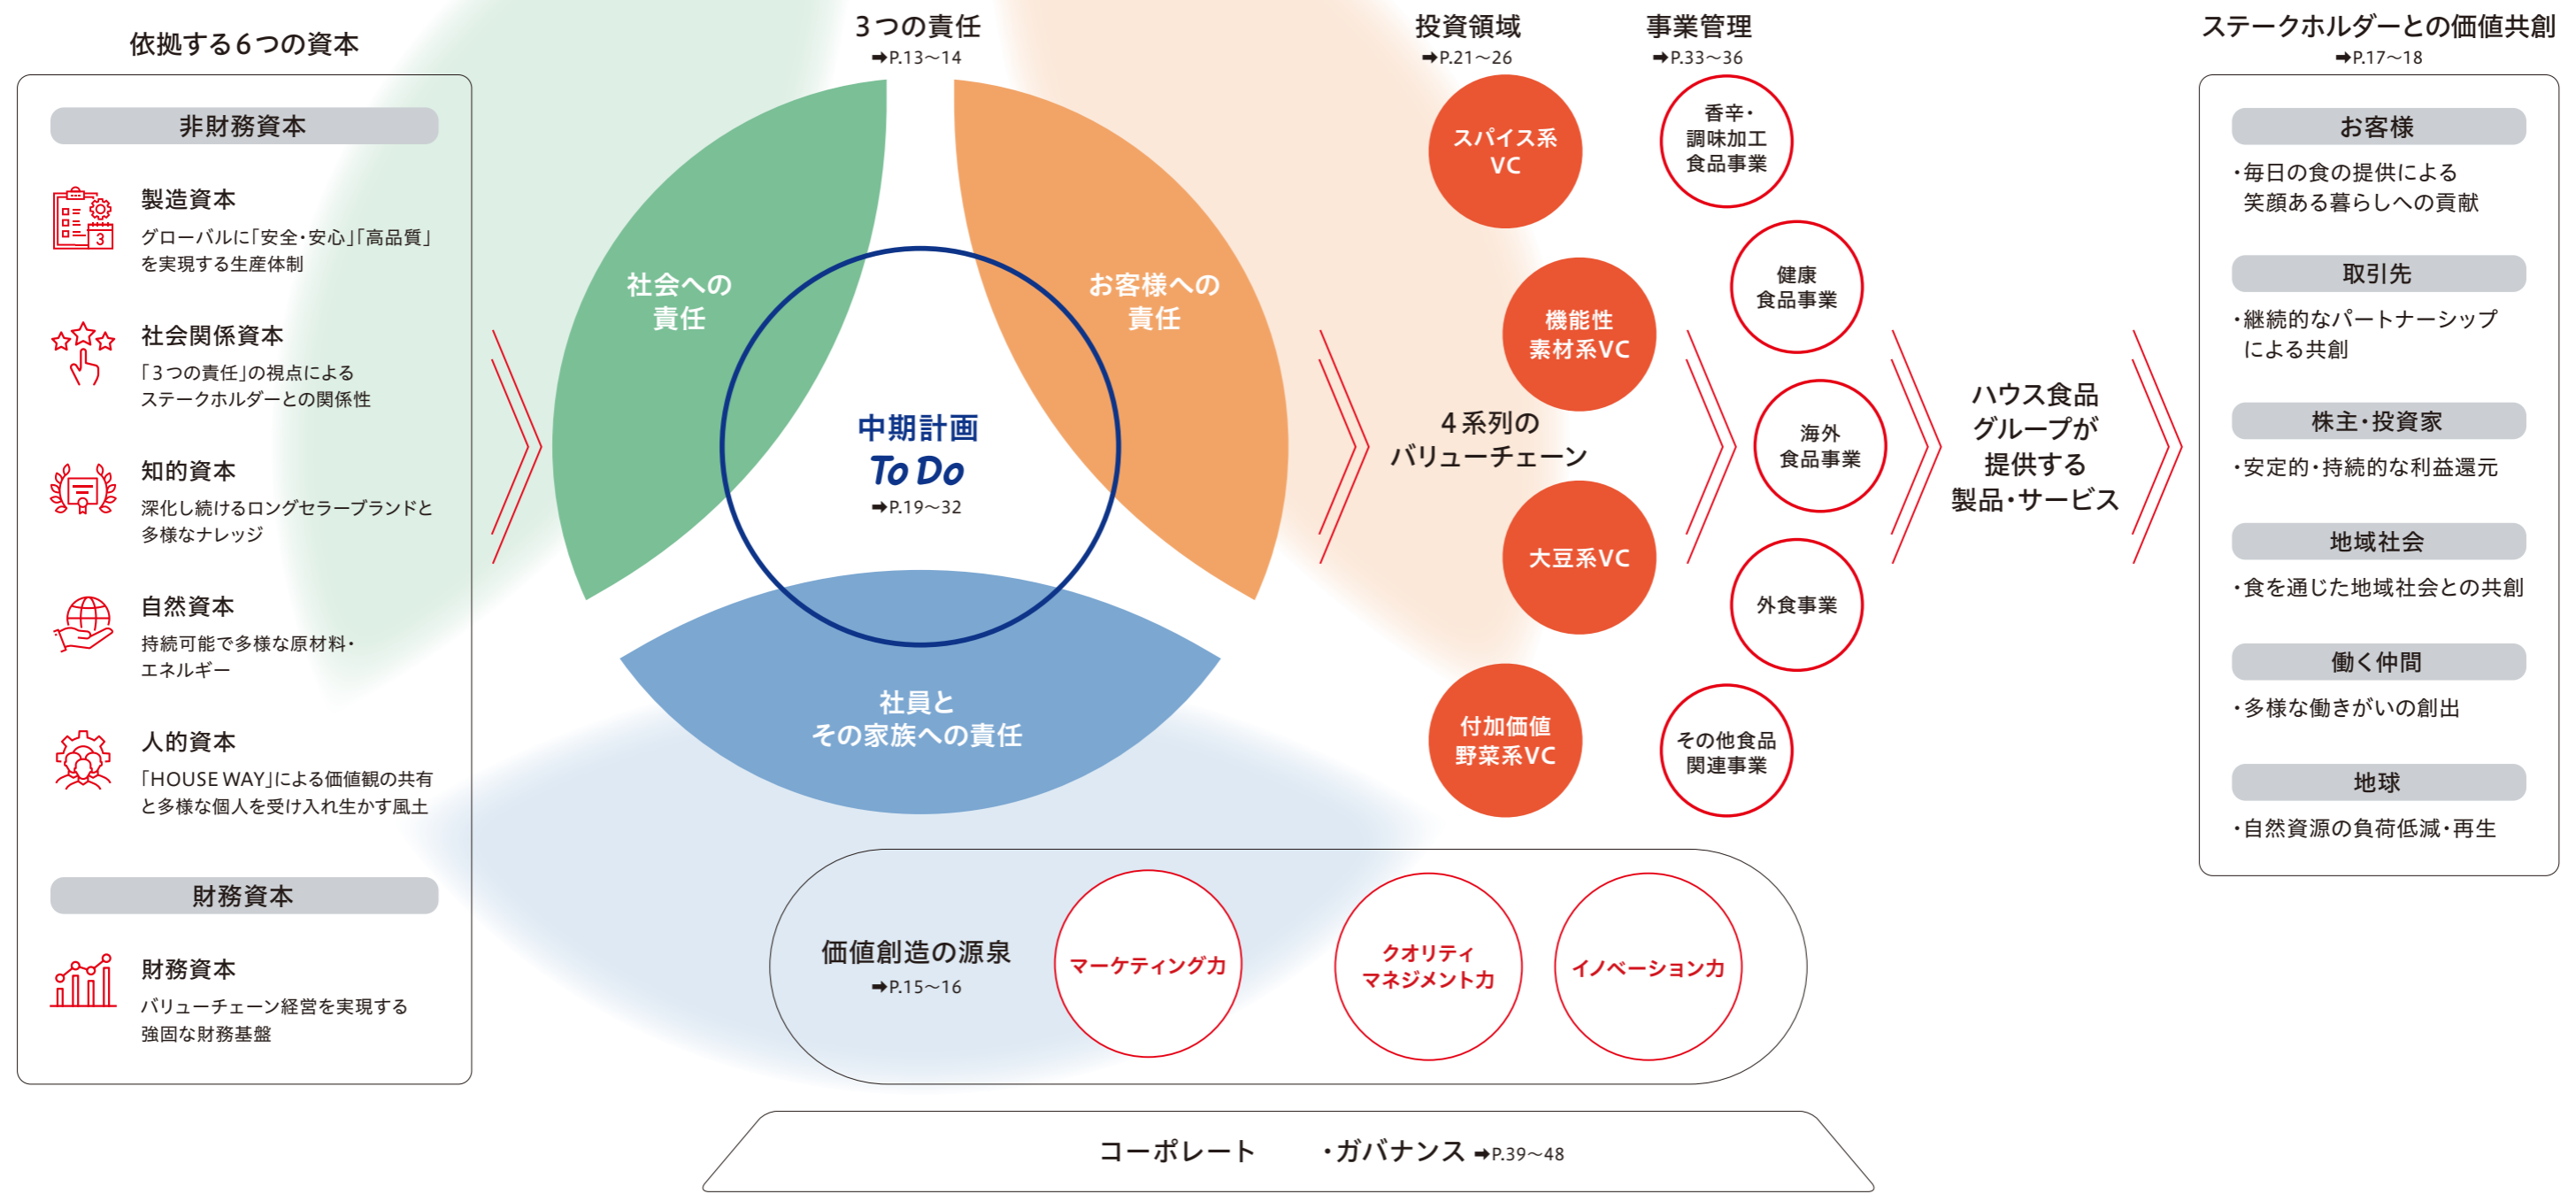 依拠する6つの資本
非財務資本
製造資本
グローバルに「安全・安心」「高品質」
を実現する生産体制
3
社会関係資本
「3つの責任」の視点による
ステークホルダーとの関係性
知的資本
深化し続けるロングセラーブランドと
多様なナレッジ
自然資本
持続可能で多様な原材料・
エネルギー
人的資本
「HOUSE WAY」による価値観の共有
と多様な個人を受け入れ生かす風土
財務資本
財務資本
バリューチェーン経営を実現する
強固な財務基盤
3つの責任
➡P.13～14
社会への
責任
お客様への
責任
中期計画
To Do
➡P.19～32
社員と
その家族への責任
投資領域
➡P.21～26
スパイス系
VC
機能性
素材系VC
4系列の
バリューチェーン
大豆系VC
付加価値
野菜系VC
事業管理
➡P.33～36
香辛・
調味加工
食品事業
健康
食品事業
海外
食品事業
外食事業
その他食品
関連事業
ハウス食品
グループが
提供する
製品・サービス
ステークホルダーとの価値共創
➡P.17～18
お客様
・毎日の食の提供による
笑顔ある暮らしへの貢献
取引先
・継続的なパートナーシップ
による共創
株主・投資家
・安定的・持続的な利益還元
地域社会
・食を通じた地域社会との共創
働く仲間
・多様な働きがいの創出
地球
・自然資源の負荷低減・再生
価値創造の源泉
➡P.15～16
マーケティング力
クオリティ
マネジメント力
イノベーション力
コーポレート ・ガバナンス ➡P.39～48